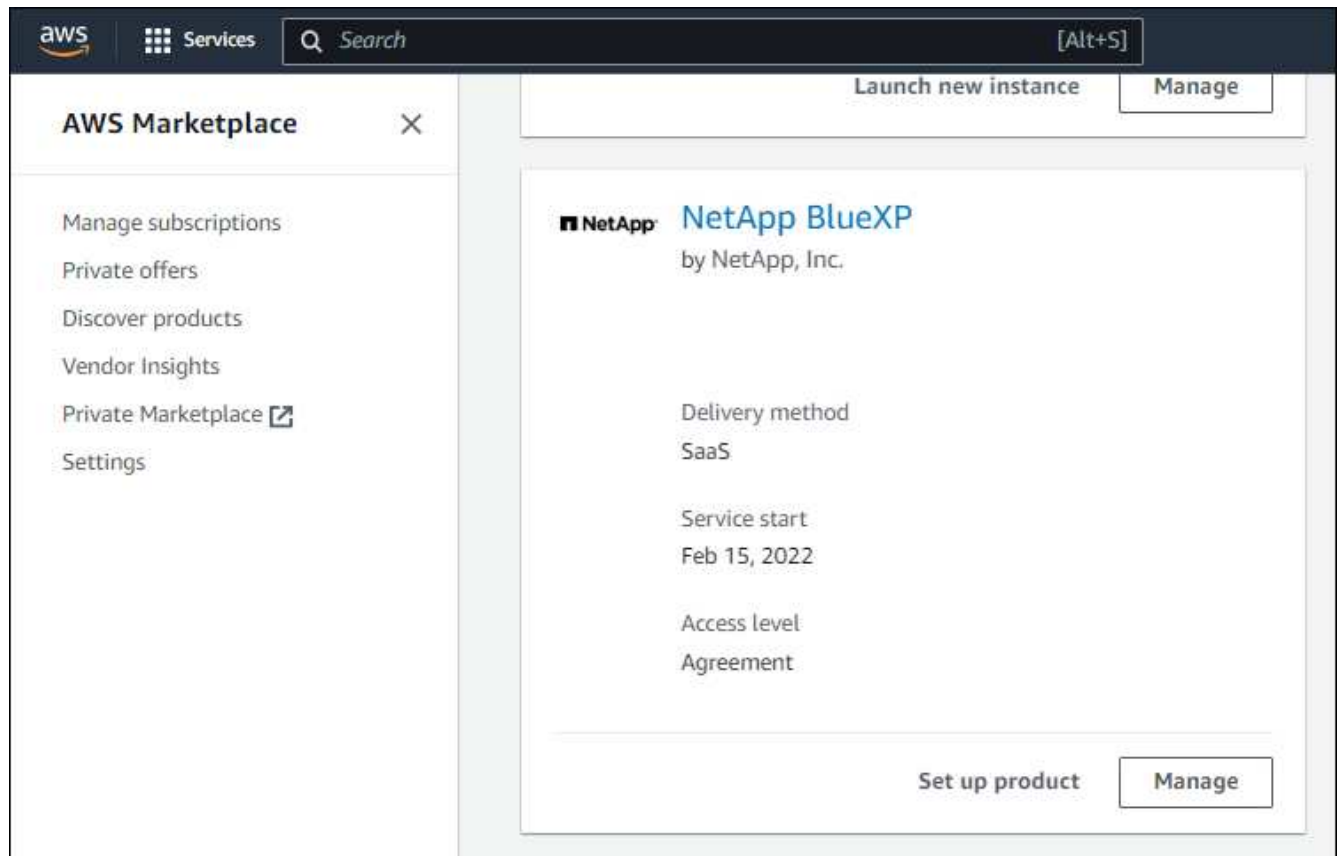 aws
Services
Search
[Alt+S]
AWS Marketplace
Manage subscriptions
Private offers
Discover products
Vendor Insights
Private Marketplace
Settings
Launch new instance
Manage
NetApp
NetApp BlueXP
by NetApp, Inc.
Delivery method
SaaS
Service start
Feb 15, 2022
Access level
Agreement
Set up product
Manage